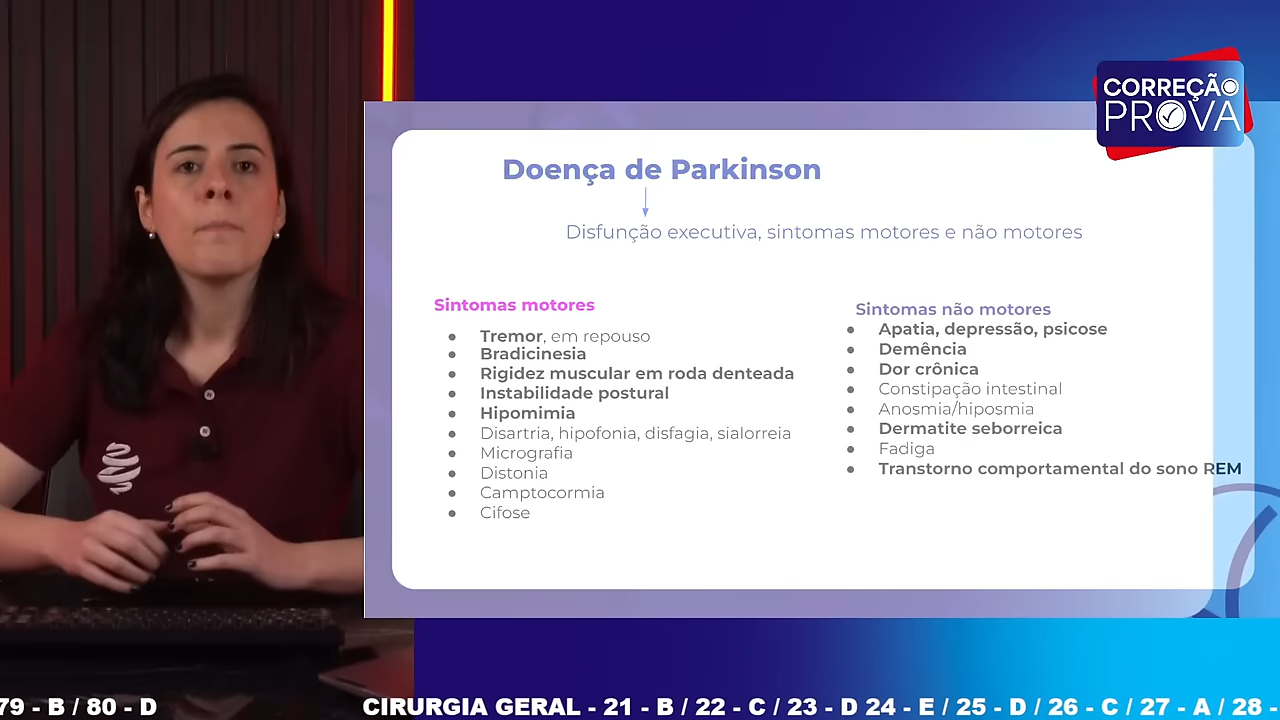 CORREÇÃO
PROVA
Doença de Parkinson
Disfunção executiva, sintomas motores e não motores
Sintomas motores
Tremor, em repouso
Bradicinesia
Rigidez muscular em roda denteada
Instabilidade postural
Hipomimia
Disartria, hipofonia, disfagia, sialorreia
Micrografia
Distonia
Camptocormia
Cifose
Sintomas não motores
Apatia, depressão, psicose
Demência
Dor crônica
Constipação intestinal
Anosmia/hiposmia
Dermatite seborreica
Fadiga
Transtorno comportamental do sono REM
79 - B / 80 - D CIRURGIA GERAL - 21 - B / 22 - C / 23 - D 24 - E / 25 - D / 26 - C / 27 - A / 28 -